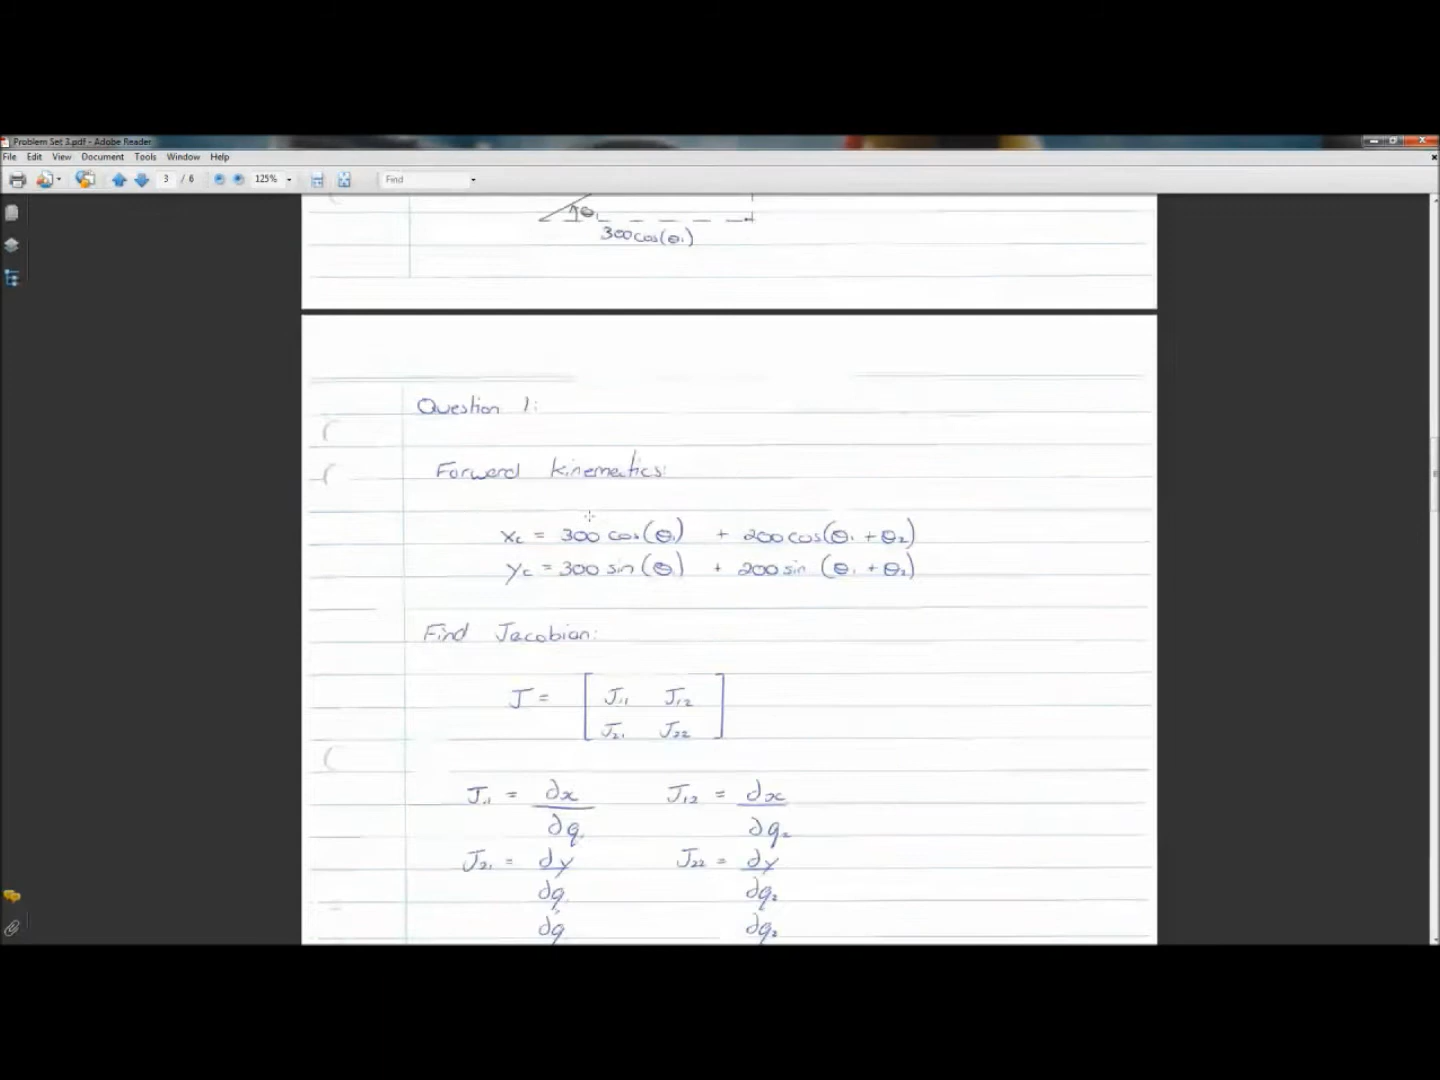 Problem Set 3.pdf - Adobe Reader
File Edit View Document Tools Window Help
3 / 6 125% Find
θ₁
300cos(θ₁)
Question 1:
Forward Kinematics:
xc = 300 cos(θ₁) + 200cos(θ₁ + θ₂)
yc = 300 sin(θ₁) + 200 sin (θ₁ + θ₂)
Find Jacobian:
J = [ J₁₁ J₁₂
J₂₁ J₂₂ ]
J₁₁ = ∂x J₁₂ = ∂x
∂q₁ ∂q₂
J₂₁ = ∂y J₂₂ = ∂y
∂q₁ ∂q₂
∂q ∂q₂